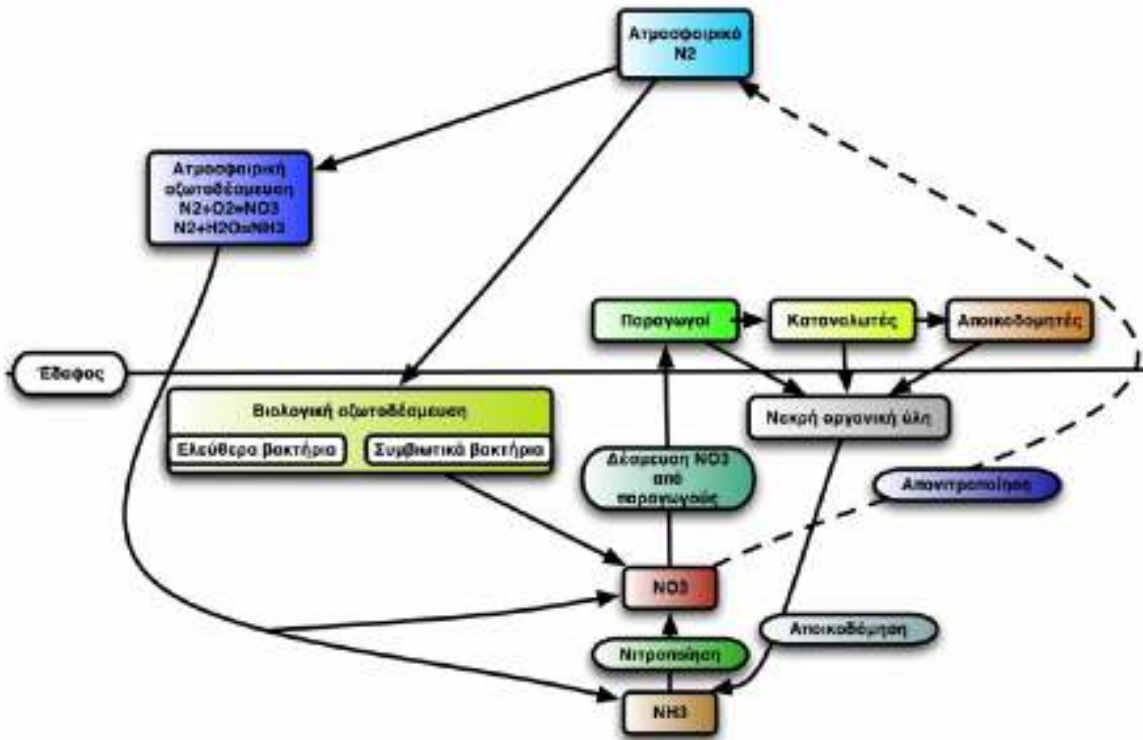 Ατμοσφαιρικό
N2
Ατμοσφαιρική
αζωτοδέσμευση
N2+O2=NO3
N2+H2O=NH3
Παραγωγοί
Καταναλωτές
Αποικοδομητές
Έδαφος
Βιολογική αζωτοδέσμευση
Ελεύθερα βακτήρια
Συμβιωτικά βακτήρια
Νεκρή οργανική ύλη
Δέσμευση NO3
από
παραγωγούς
Απονιτροποίηση
NO3
Αποικοδόμηση
Νιτροποίηση
NH3